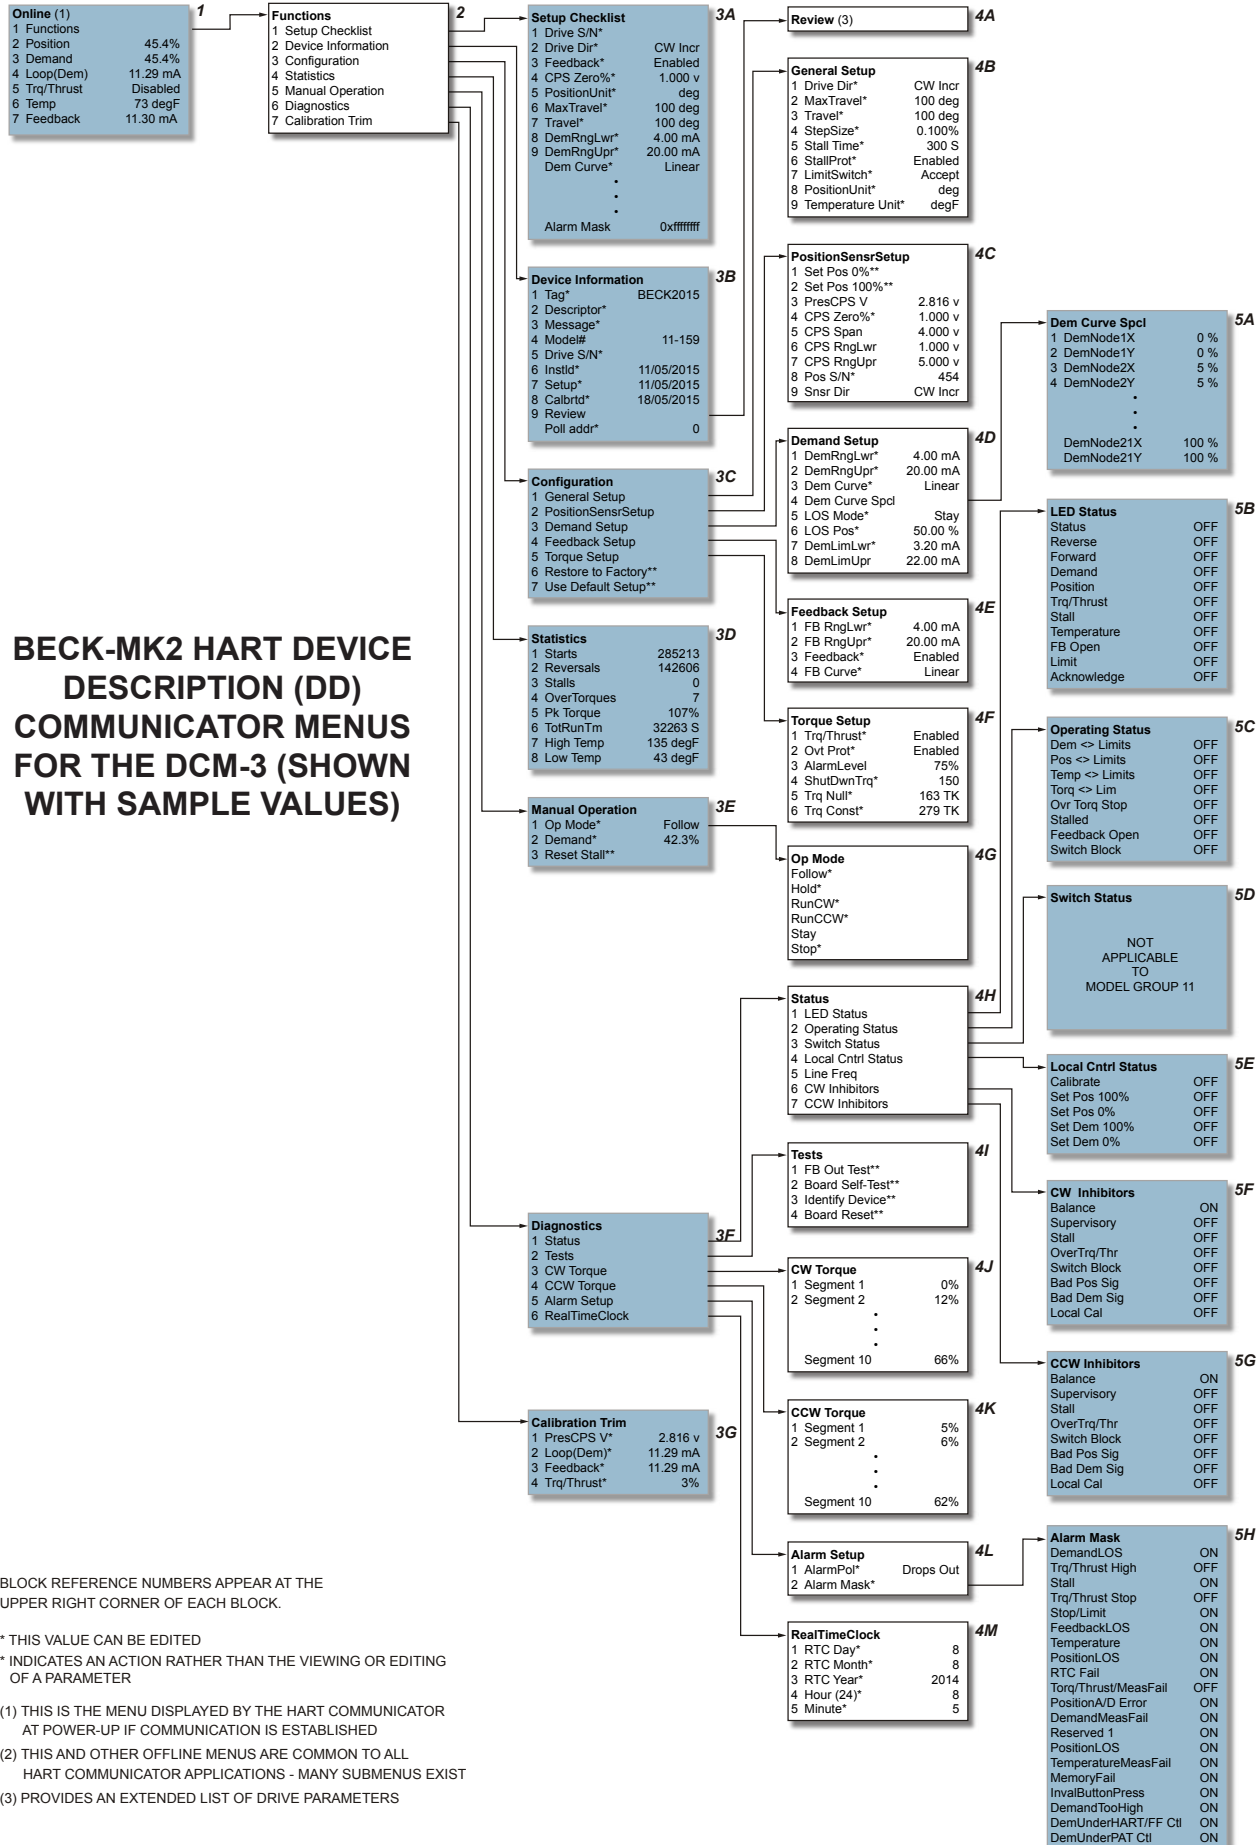 Online (1) 1
1 Functions
2 Position 45.4%
3 Demand 45.4%
4 Loop(Dem) 11.29 mA
5 Trq/Thrust Disabled
6 Temp 73 degF
7 Feedback 11.30 mA
Functions 2
1 Setup Checklist
2 Device Information
3 Configuration
4 Statistics
5 Manual Operation
6 Diagnostics
7 Calibration Trim
Setup Checklist 3A
1 Drive S/N*
2 Drive Dir* CW Incr
3 Feedback* Enabled
4 CPS Zero%* 1.000 v
5 PositionUnit* deg
6 MaxTravel* 100 deg
7 Travel* 100 deg
8 DemRngLwr* 4.00 mA
9 DemRngUpr* 20.00 mA
Dem Curve* Linear
•
•
•
Alarm Mask 0xffffffff
Device Information 3B
1 Tag* BECK2015
2 Descriptor*
3 Message*
4 Model# 11-159
5 Drive S/N*
6 Instld* 11/05/2015
7 Setup* 11/05/2015
8 Calbrtd* 18/05/2015
9 Review
Poll addr* 0
Configuration 3C
1 General Setup
2 PositionSensrSetup
3 Demand Setup
4 Feedback Setup
5 Torque Setup
6 Restore to Factory**
7 Use Default Setup**
Statistics 3D
1 Starts 285213
2 Reversals 142606
3 Stalls 0
4 OverTorques 7
5 Pk Torque 107%
6 TotRunTm 32263 S
7 High Temp 135 degF
8 Low Temp 43 degF
Manual Operation 3E
1 Op Mode* Follow
2 Demand* 42.3%
3 Reset Stall**
Diagnostics 3F
1 Status
2 Tests
3 CW Torque
4 CCW Torque
5 Alarm Setup
6 RealTimeClock
Calibration Trim 3G
1 PresCPS V* 2.816 v
2 Loop(Dem)* 11.29 mA
3 Feedback* 11.29 mA
4 Trq/Thrust* 3%
Review (3) 4A
General Setup 4B
1 Drive Dir* CW Incr
2 MaxTravel* 100 deg
3 Travel* 100 deg
4 StepSize* 0.100%
5 Stall Time* 300 S
6 StallProt* Enabled
7 LimitSwitch* Accept
8 PositionUnit* deg
9 Temperature Unit* degF
PositionSensrSetup 4C
1 Set Pos 0%**
2 Set Pos 100%**
3 PresCPS V 2.816 v
4 CPS Zero%* 1.000 v
5 CPS Span 4.000 v
6 CPS RngLwr 1.000 v
7 CPS RngUpr 5.000 v
8 Pos S/N* 454
9 Snsr Dir CW Incr
Demand Setup 4D
1 DemRngLwr* 4.00 mA
2 DemRngUpr* 20.00 mA
3 Dem Curve* Linear
4 Dem Curve Spcl
5 LOS Mode* Stay
6 LOS Pos* 50.00 %
7 DemLimLwr* 3.20 mA
8 DemLimUpr 22.00 mA
Feedback Setup 4E
1 FB RngLwr* 4.00 mA
2 FB RngUpr* 20.00 mA
3 Feedback* Enabled
4 FB Curve* Linear
Torque Setup 4F
1 Trq/Thrust* Enabled
2 Ovt Prot* Enabled
3 AlarmLevel 75%
4 ShutDwnTrq* 150
5 Trq Null* 163 TK
6 Trq Const* 279 TK
Op Mode 4G
Follow*
Hold*
RunCW*
RunCCW*
Stay
Stop*
Status 4H
1 LED Status
2 Operating Status
3 Switch Status
4 Local Cntrl Status
5 Line Freq
6 CW Inhibitors
7 CCW Inhibitors
Tests 4I
1 FB Out Test**
2 Board Self-Test**
3 Identify Device**
4 Board Reset**
CW Torque 4J
1 Segment 1 0%
2 Segment 2 12%
•
•
•
Segment 10 66%
CCW Torque 4K
1 Segment 1 5%
2 Segment 2 6%
•
•
•
Segment 10 62%
Alarm Setup 4L
1 AlarmPol* Drops Out
2 Alarm Mask*
RealTimeClock 4M
1 RTC Day* 8
2 RTC Month* 8
3 RTC Year* 2014
4 Hour (24)* 8
5 Minute* 5
Dem Curve Spcl 5A
1 DemNode1X 0 %
2 DemNode1Y 0 %
3 DemNode2X 5 %
4 DemNode2Y 5 %
•
•
•
DemNode21X 100 %
DemNode21Y 100 %
LED Status 5B
Status OFF
Reverse OFF
Forward OFF
Demand OFF
Position OFF
Trq/Thrust OFF
Stall OFF
Temperature OFF
FB Open OFF
Limit OFF
Acknowledge OFF
Operating Status 5C
Dem <> Limits OFF
Pos <> Limits OFF
Temp <> Limits OFF
Torq <> Lim OFF
Ovr Torq Stop OFF
Stalled OFF
Feedback Open OFF
Switch Block OFF
Switch Status 5D
NOT
APPLICABLE
TO
MODEL GROUP 11
Local Cntrl Status 5E
Calibrate OFF
Set Pos 100% OFF
Set Pos 0% OFF
Set Dem 100% OFF
Set Dem 0% OFF
CW Inhibitors 5F
Balance ON
Supervisory OFF
Stall OFF
OverTrq/Thr OFF
Switch Block OFF
Bad Pos Sig OFF
Bad Dem Sig OFF
Local Cal OFF
CCW Inhibitors 5G
Balance ON
Supervisory OFF
Stall OFF
OverTrq/Thr OFF
Switch Block OFF
Bad Pos Sig OFF
Bad Dem Sig OFF
Local Cal OFF
Alarm Mask 5H
DemandLOS ON
Trq/Thrust High OFF
Stall ON
Trq/Thrust Stop OFF
Stop/Limit ON
FeedbackLOS ON
Temperature ON
PositionLOS ON
RTC Fail ON
Torq/Thrust/MeasFail OFF
PositionA/D Error ON
DemandMeasFail ON
Reserved 1 ON
PositionLOS ON
TemperatureMeasFail ON
MemoryFail ON
InvalButtonPress ON
DemandTooHigh ON
DemUnderHART/FF Ctl ON
DemUnderPAT Ctl ON
BECK-MK2 HART DEVICE
DESCRIPTION (DD)
COMMUNICATOR MENUS
FOR THE DCM-3 (SHOWN
WITH SAMPLE VALUES)
BLOCK REFERENCE NUMBERS APPEAR AT THE
UPPER RIGHT CORNER OF EACH BLOCK.
* THIS VALUE CAN BE EDITED
* INDICATES AN ACTION RATHER THAN THE VIEWING OR EDITING
OF A PARAMETER
(1) THIS IS THE MENU DISPLAYED BY THE HART COMMUNICATOR
AT POWER-UP IF COMMUNICATION IS ESTABLISHED
(2) THIS AND OTHER OFFLINE MENUS ARE COMMON TO ALL
HART COMMUNICATOR APPLICATIONS - MANY SUBMENUS EXIST
(3) PROVIDES AN EXTENDED LIST OF DRIVE PARAMETERS